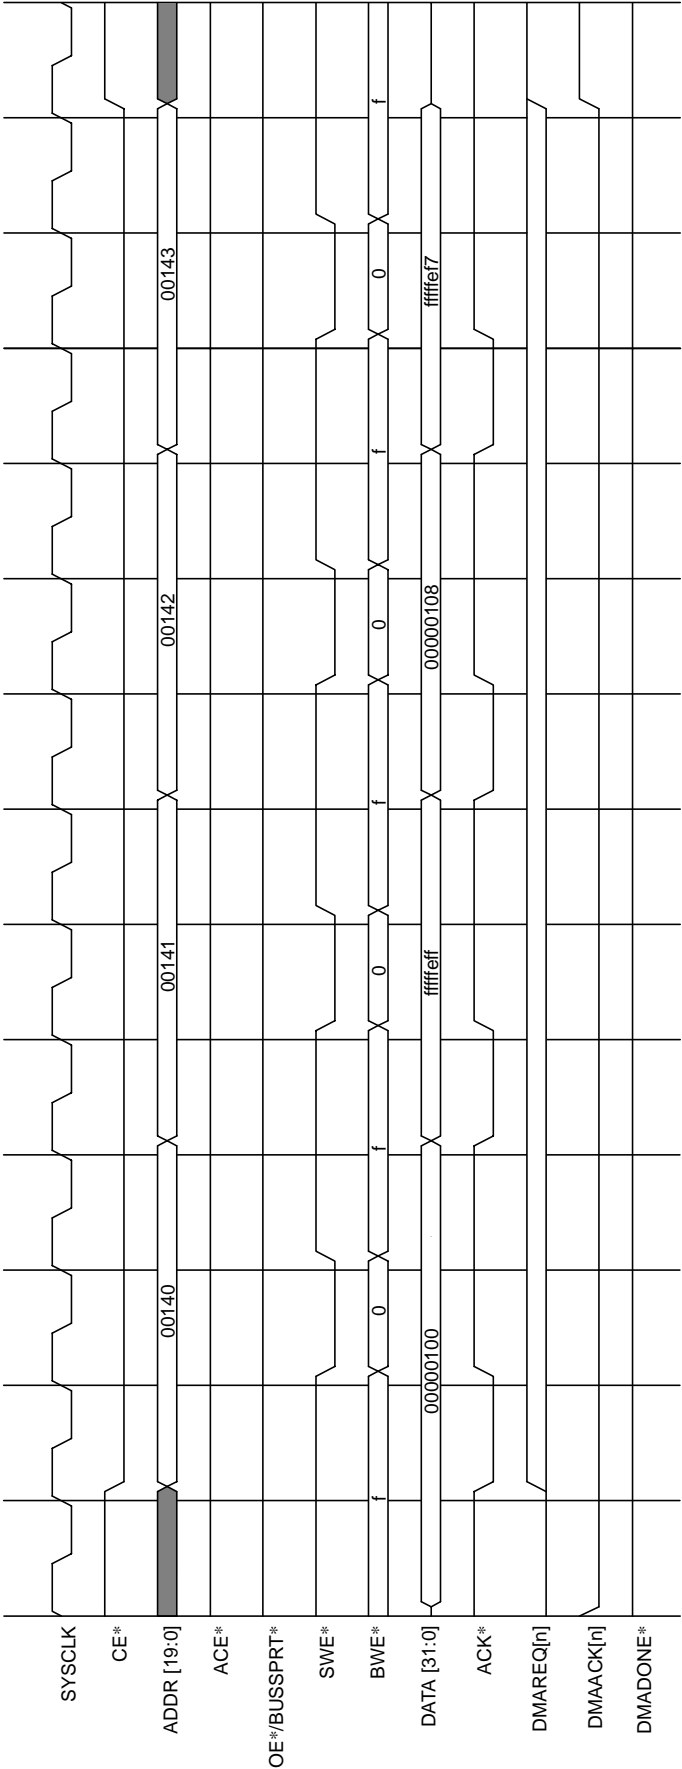 SYSCLK
CE*
ADDR [19:0]
00140
00141
00142
00143
ACE*
OE*/BUSSPRT*
SWE*
BWE*
f
0
f
0
f
0
f
0
f
DATA [31:0]
00000100
fffffeff
00000108
fffffef7
ACK*
DMAREQ[n]
DMAACK[n]
DMADONE*